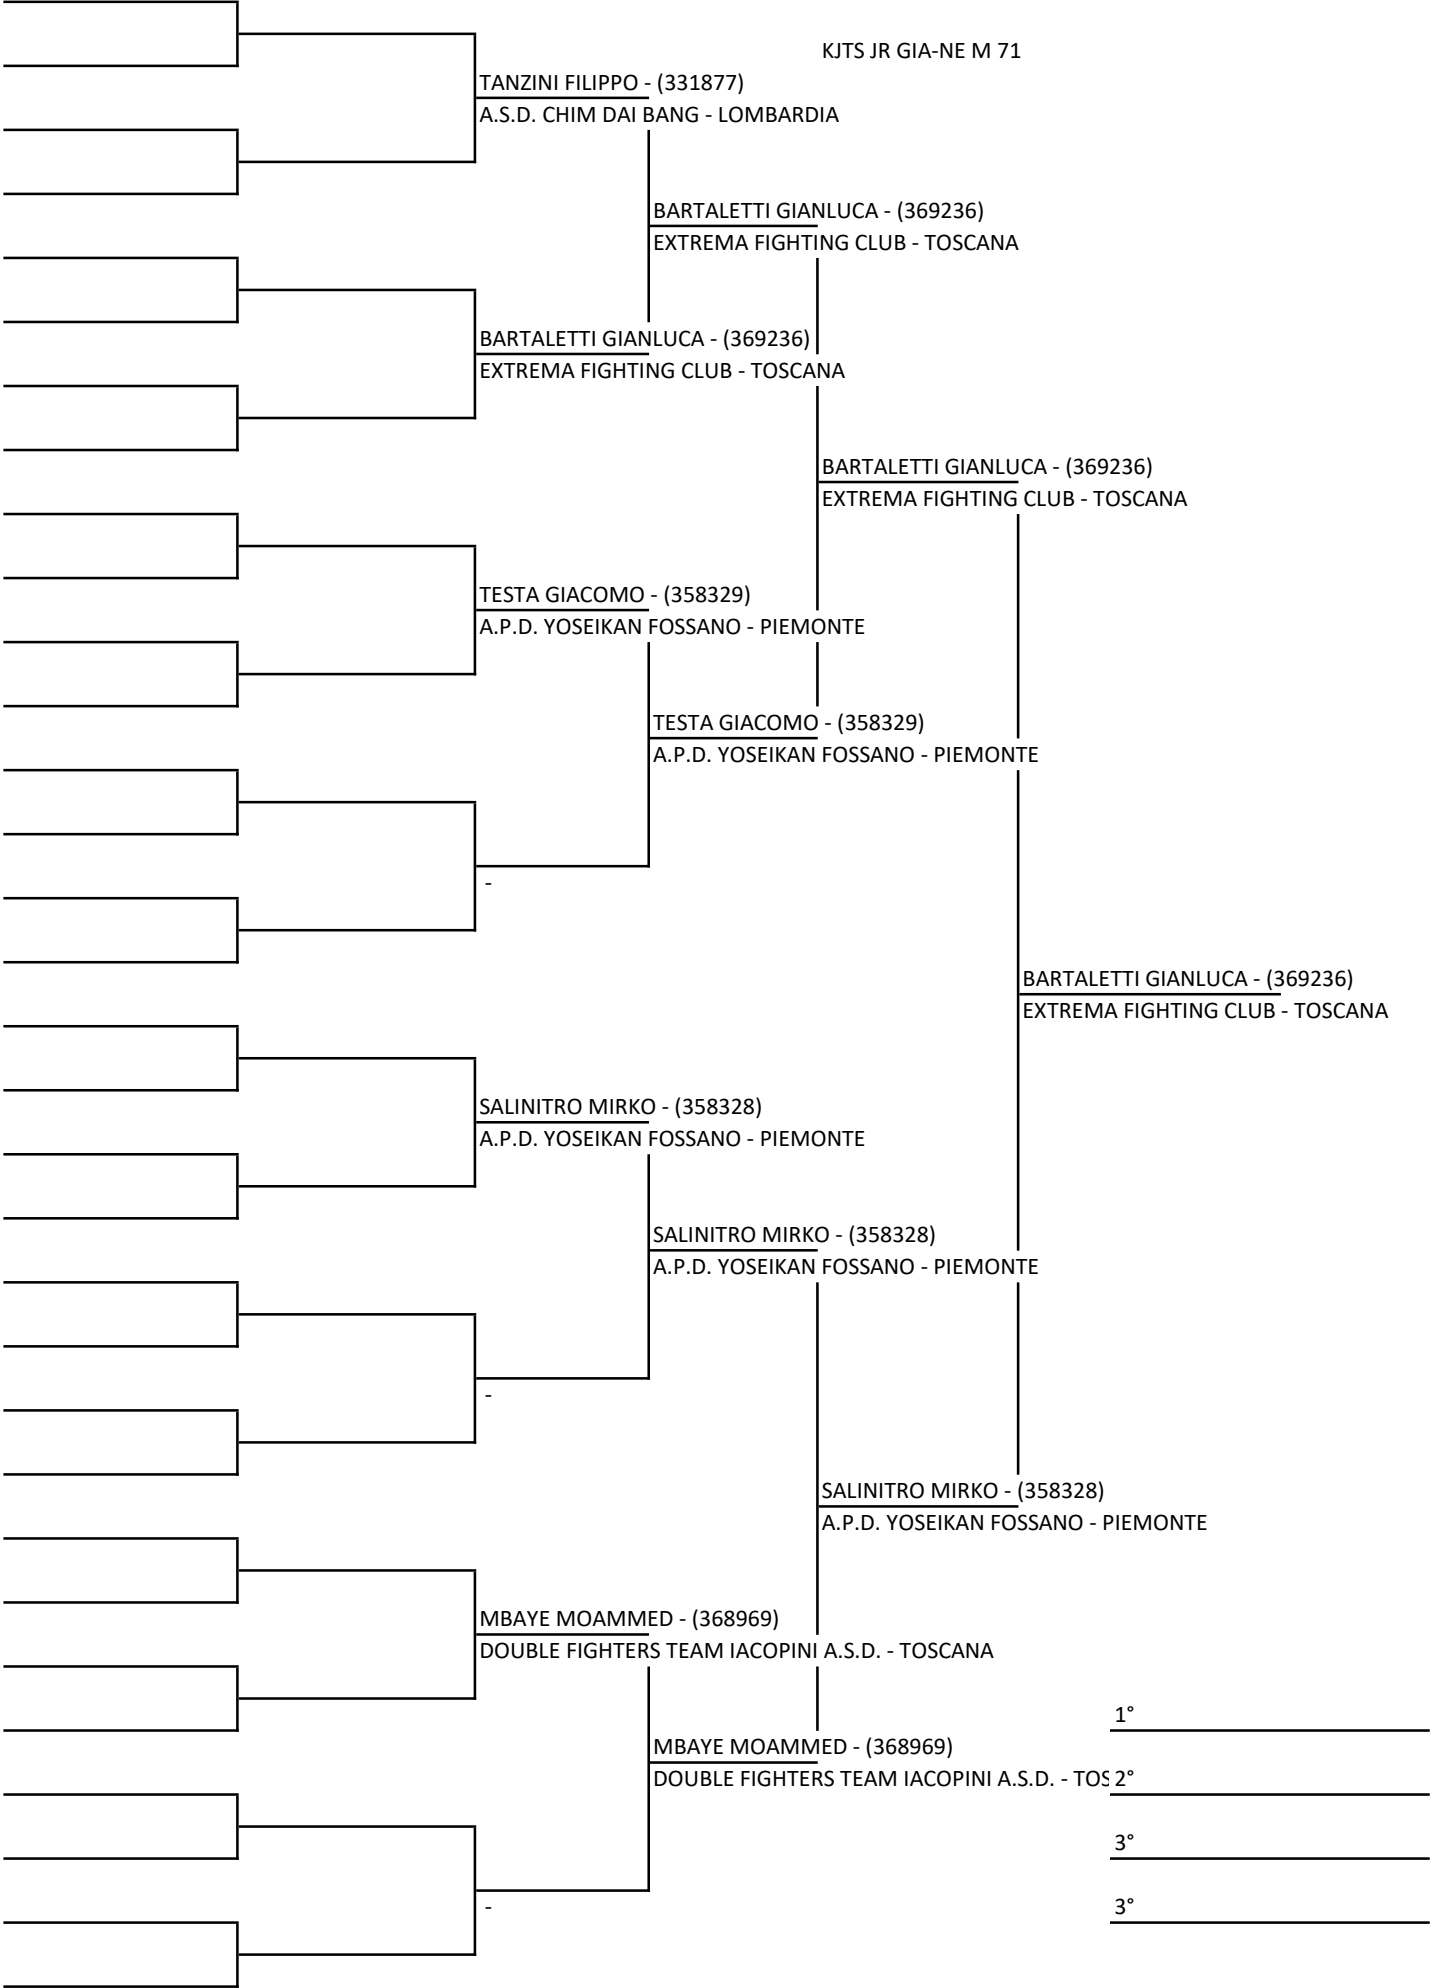 KJTS JR GIA-NE M 71
TANZINI FILIPPO - (331877)
A.S.D. CHIM DAI BANG - LOMBARDIA
BARTALETTI GIANLUCA - (369236)
EXTREMA FIGHTING CLUB - TOSCANA
BARTALETTI GIANLUCA - (369236)
EXTREMA FIGHTING CLUB - TOSCANA
BARTALETTI GIANLUCA - (369236)
EXTREMA FIGHTING CLUB - TOSCANA
TESTA GIACOMO - (358329)
A.P.D. YOSEIKAN FOSSANO - PIEMONTE
TESTA GIACOMO - (358329)
A.P.D. YOSEIKAN FOSSANO - PIEMONTE
-
BARTALETTI GIANLUCA - (369236)
EXTREMA FIGHTING CLUB - TOSCANA
SALINITRO MIRKO - (358328)
A.P.D. YOSEIKAN FOSSANO - PIEMONTE
SALINITRO MIRKO - (358328)
A.P.D. YOSEIKAN FOSSANO - PIEMONTE
-
SALINITRO MIRKO - (358328)
A.P.D. YOSEIKAN FOSSANO - PIEMONTE
MBAYE MOAMMED - (368969)
DOUBLE FIGHTERS TEAM IACOPINI A.S.D. - TOSCANA
1°
MBAYE MOAMMED - (368969)
DOUBLE FIGHTERS TEAM IACOPINI A.S.D. - TOS 2°
3°
-
3°